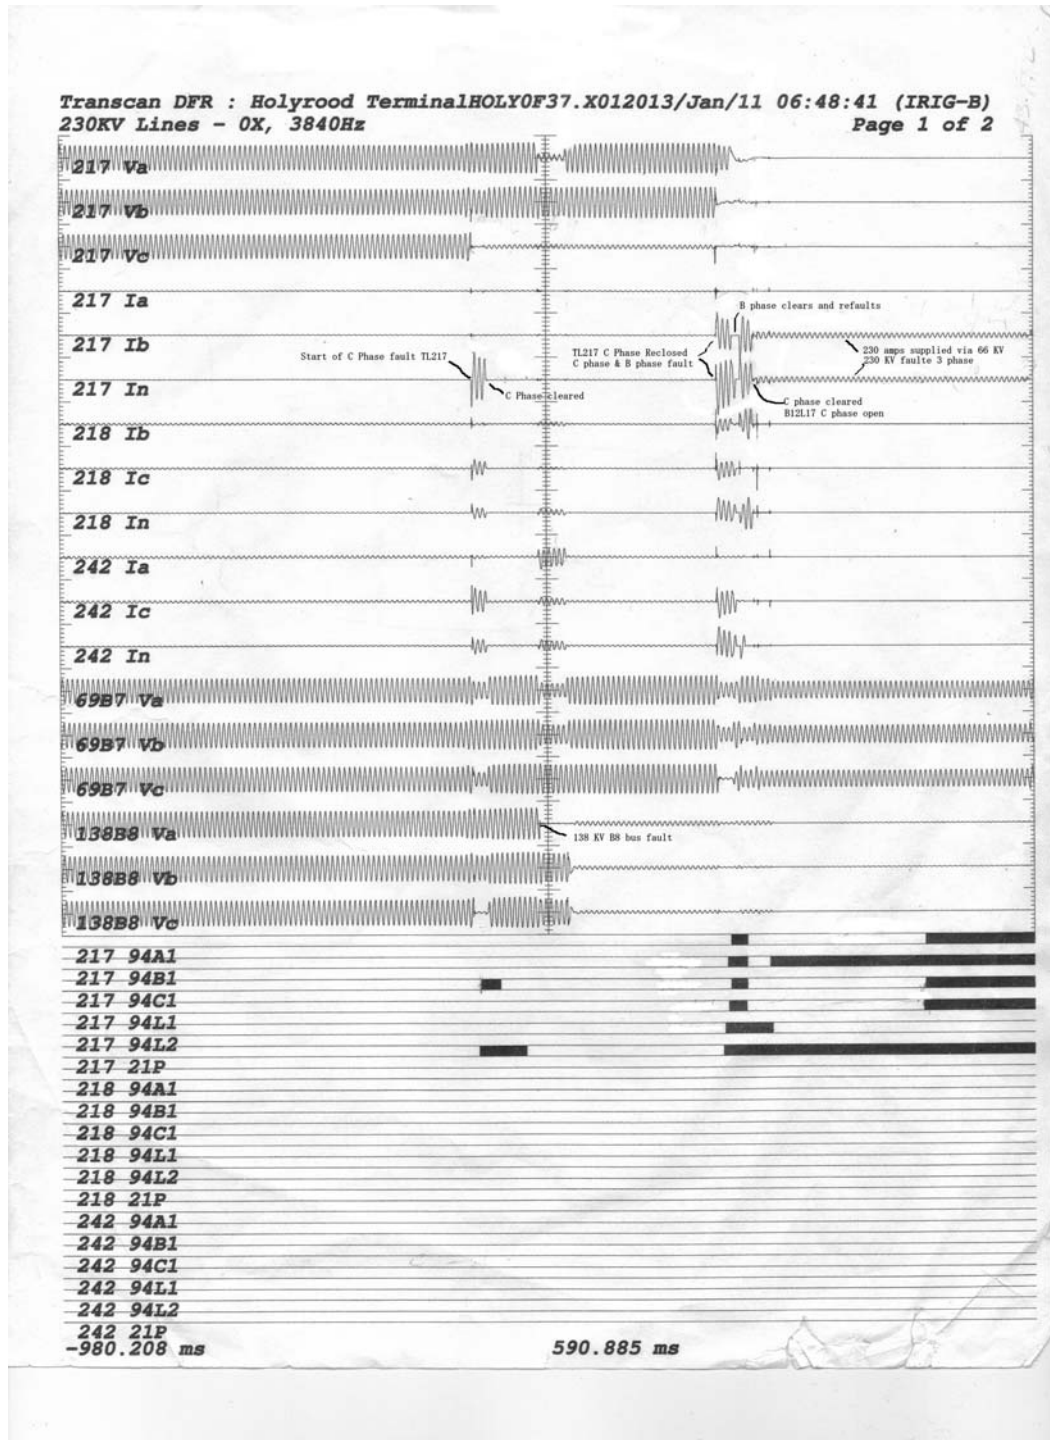 Transcan DFR : Holyrood TerminalHOLY0F37.X012013/Jan/11 06:48:41 (IRIG-B)
230KV Lines - 0X, 3840Hz Page 1 of 2
217 Va
217 Vb
217 Vc
217 Ia
B phase clears and refaults
217 Ib
Start of C Phase fault TL217
TL217 C Phase Reclosed
C phase & B phase fault
230 amps supplied via 66 KV
230 KV faulte 3 phase
217 In
C Phase cleared
C phase cleared
B12L17 C phase open
218 Ib
218 Ic
218 In
242 Ia
242 Ic
242 In
69B7 Va
69B7 Vb
69B7 Vc
138B8 Va
138 KV B8 bus fault
138B8 Vb
138B8 Vc
217 94A1
217 94B1
217 94C1
217 94L1
217 94L2
217 21P
218 94A1
218 94B1
218 94C1
218 94L1
218 94L2
218 21P
242 94A1
242 94B1
242 94C1
242 94L1
242 94L2
242 21P
-980.208 ms 590.885 ms